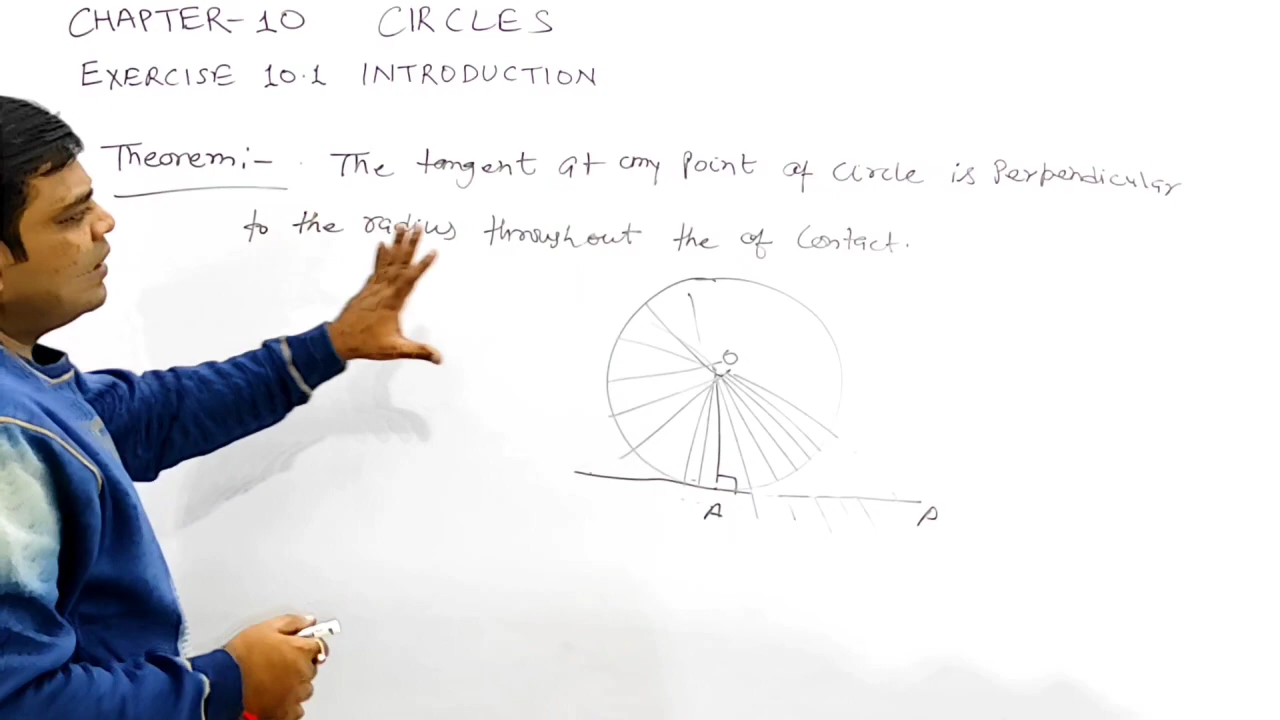 CHAPTER-10 CIRCLES
EXERCISE 10.1 INTRODUCTION
Theorem:- The tangent at any point of circle is perpendicular
to the radius throughout the of contact.
O
A P